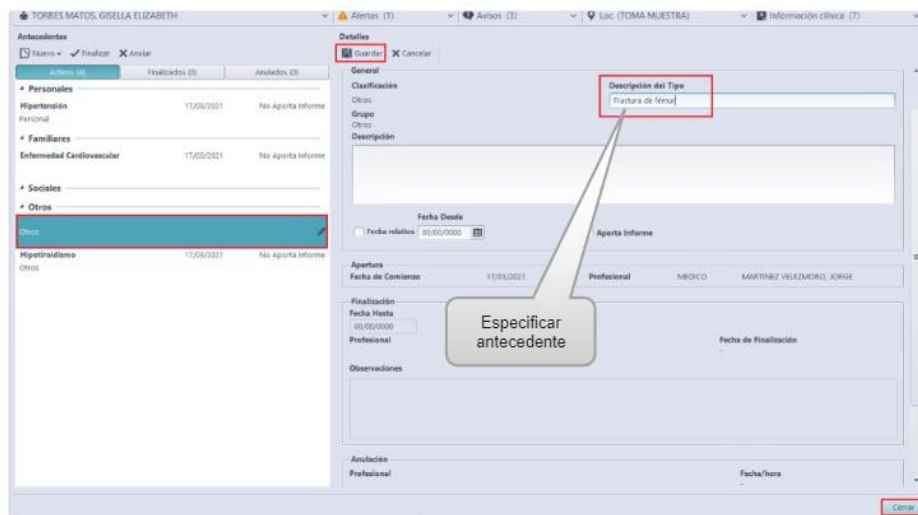 TORRES MATOS, GISELLA ELIZABETH
Alertas (1)
Avisos (3)
Loc. (TOMA MUESTRA)
Información clínica (7)
Antecedentes
Nuevo
Finalizar
Anular
Activos (4)
Finalizados (0)
Anulados (0)
Personales
Hipertensión 17/03/2021 No Aporta Informe
Personal
Familiares
Enfermedad Cardiovascular 17/03/2021 No Aporta Informe
Sociales
Otros
Otros
Hipotiroidismo 17/03/2021 No Aporta Informe
Otros
Detalles
Guardar
Cancelar
General
Clasificación
Otros
Descripción del Tipo
Fractura de femur
Grupo
Otros
Descripción
Fecha Desde
Fecha relativa 00/00/0000
Aporta Informe
Apertura
Fecha de Comienzo 17/03/2021 Profesional MEDICO MARTINEZ VELEZMORO, JORGE
Finalización
Fecha Hasta
00/00/0000
Profesional
Fecha de Finalización
-
Observaciones
Anulación
Profesional
Fecha/hora
-
Especificar
antecedente
Cerrar